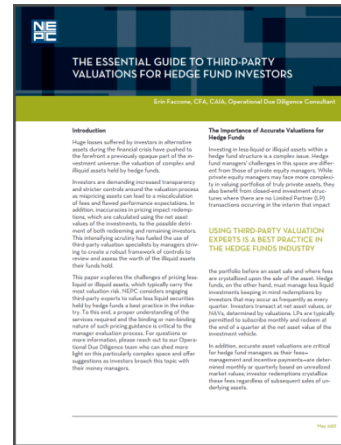 NE
PC
THE ESSENTIAL GUIDE TO THIRD-PARTY
VALUATIONS FOR HEDGE FUND INVESTORS
Erin Faccone, CFA, CAIA, Operational Due Diligence Consultant
Introduction
Huge losses suffered by investors in alternative
assets during the financial crisis have pushed to
the forefront a previously opaque part of the in-
vestment universe: the valuation of complex and
illiquid assets held by hedge funds.
Investors are demanding increased transparency
and stricter controls around the valuation process
as mispricing assets can lead to a miscalculation
of fees and flawed performance expectations. In
addition, inaccuracies in pricing impact redemp-
tions, which are calculated using the net asset
values of the investments, to the possible detri-
ment of both redeeming and remaining investors.
This intensifying scrutiny has fueled the use of
third-party valuation specialists by managers striv-
ing to create a robust framework of controls to
review and assess the worth of the illiquid assets
their funds hold.
This paper explores the challenges of pricing less-
liquid or illiquid assets, which typically carry the
most valuation risk. NEPC considers engaging
third-party experts to value less liquid securities
held by hedge funds a best practice in the indus-
try. To this end, a proper understanding of the
services required and the binding or non-binding
nature of such pricing guidance is critical to the
manager evaluation process. For questions or
more information, please reach out to our Opera-
tional Due Diligence team who can shed more
light on this particularly complex space and offer
suggestions as investors broach this topic with
their money managers.
The Importance of Accurate Valuations for
Hedge Funds
Investing in less-liquid or illiquid assets within a
hedge fund structure is a complex issue. Hedge
fund managers' challenges in this space are differ-
ent from those of private equity managers. While
private equity managers may face more complexi-
ty in valuing portfolios of truly private assets, they
also benefit from closed-end investment struc-
tures where there are no Limited Partner (LP)
transactions occurring in the interim that impact
USING THIRD-PARTY VALUATION
EXPERTS IS A BEST PRACTICE IN
THE HEDGE FUNDS INDUSTRY
the portfolio before an asset sale and where fees
are crystallized upon the sale of the asset. Hedge
funds, on the other hand, must manage less liquid
investments keeping in mind redemptions by
investors that may occur as frequently as every
quarter. Investors transact at net asset values, or
NAVs, determined by valuations. LPs are typically
permitted to subscribe monthly and redeem at
the end of a quarter at the net asset value of the
investment vehicle.
In addition, accurate asset valuations are critical
for hedge fund managers as their fees—
management and incentive payments—are deter-
mined monthly or quarterly based on unrealized
market values; investor redemptions crystallize
these fees regardless of subsequent sales of un-
derlying assets.
May